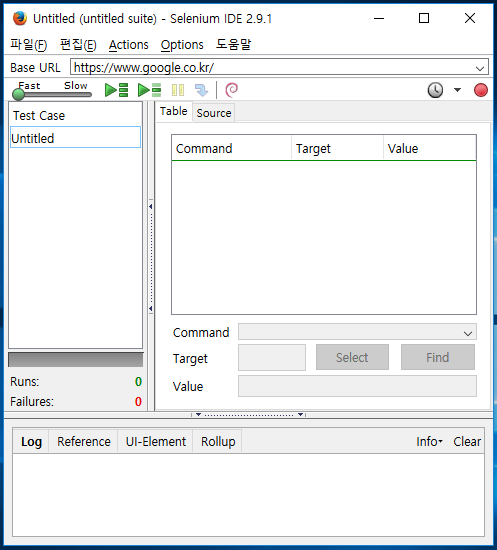 Untitled (untitled suite) - Selenium IDE 2.9.1
파일(F) 편집(E) Actions Options 도움말
Base URL https://www.google.co.kr/
Fast Slow
Table Source
Test Case
Untitled
Command Target Value
Command
Target Select Find
Value
Runs: 0
Failures: 0
Log Reference UI-Element Rollup Info Clear